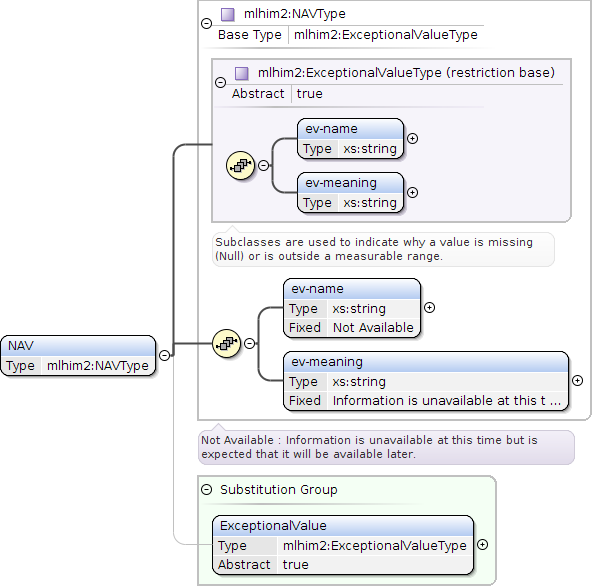 mlhim2:NAVType
Base Type mlhim2:ExceptionalValueType
mlhim2:ExceptionalValueType (restriction base)
Abstract true
ev-name
Type xs:string
ev-meaning
Type xs:string
Subclasses are used to indicate why a value is missing
(Null) or is outside a measurable range.
ev-name
Type xs:string
Fixed Not Available
NAV
Type mlhim2:NAVType
ev-meaning
Type xs:string
Fixed Information is unavailable at this t ...
Not Available : Information is unavailable at this time but is
expected that it will be available later.
Substitution Group
ExceptionalValue
Type mlhim2:ExceptionalValueType
Abstract true